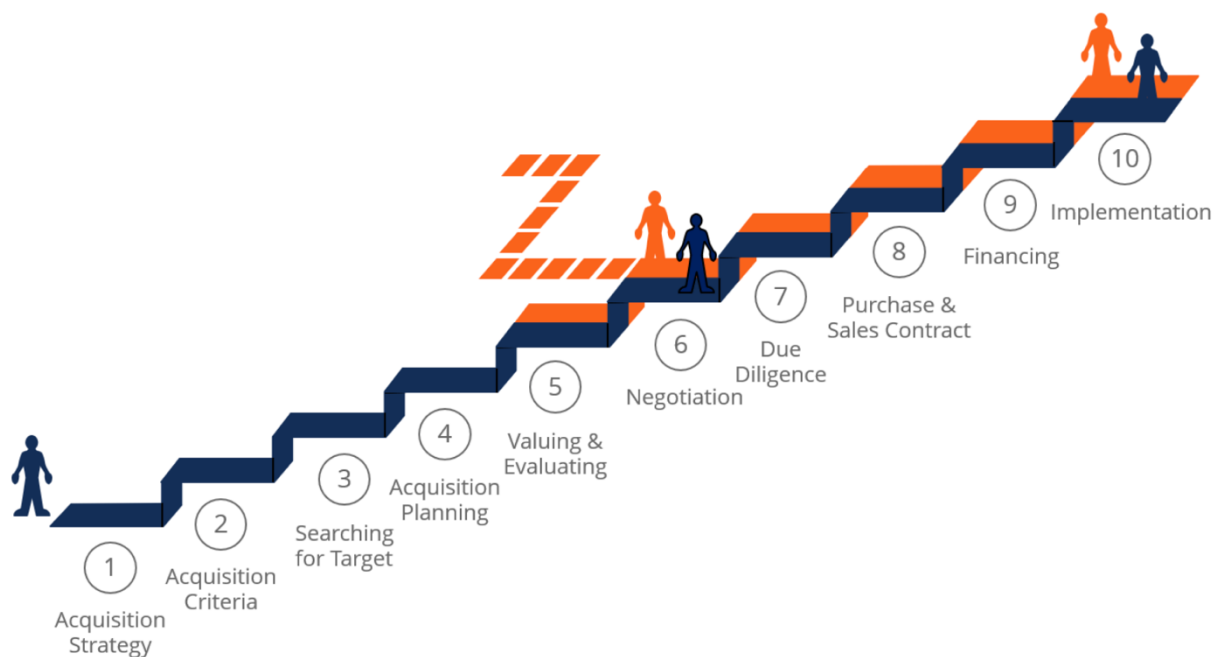 1
Acquisition
Strategy
2
Acquisition
Criteria
3
Searching
for Target
4
Acquisition
Planning
5
Valuing &
Evaluating
6
Negotiation
7
Due
Diligence
8
Purchase &
Sales Contract
9
Financing
10
Implementation